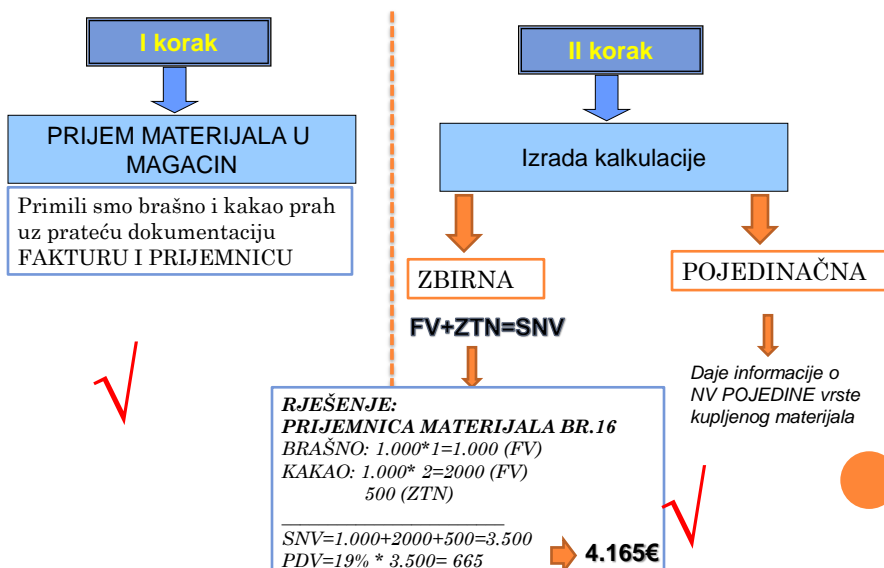 I korak
PRIJEM MATERIJALA U
MAGACIN
Primili smo brašno i kakao prah
uz prateću dokumentaciju
FAKTURU I PRIJEMNICU
II korak
Izrada kalkulacije
ZBIRNA
FV+ZTN=SNV
RJEŠENJE:
PRIJEMNICA MATERIJALA BR.16
BRAŠNO: 1.000*1=1.000 (FV)
KAKAO: 1.000* 2=2000 (FV)
500 (ZTN)
SNV=1.000+2000+500=3.500
PDV=19% * 3.500= 665
4.165€
POJEDINAČNA
Daje informacije o
NV POJEDINE vrste
kupljenog materijala